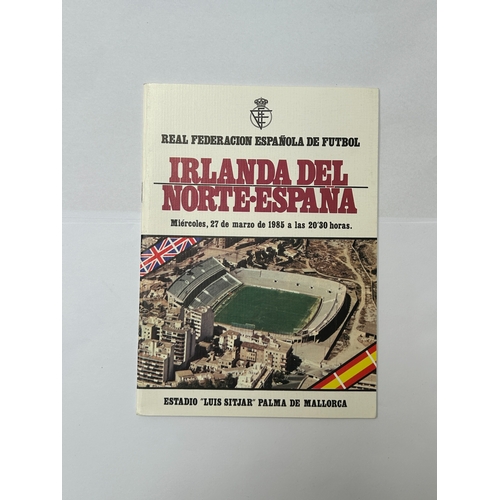 REAL FEDERACION ESPAÑOLA DE FUTBOL
IRLANDA DEL
NORTE-ESPAÑA
Miércoles, 27 de marzo de 1985 a las 20'30 horas.
ESTADIO "LUIS SITJAR" PALMA DE MALLORCA